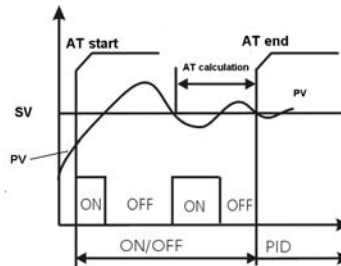 AT start
AT end
AT calculation
SV
PV
PV
ON
OFF
ON
OFF
ON/OFF
PID